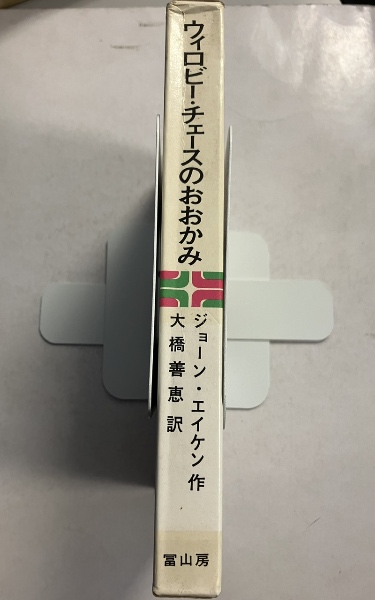 ウィロビー・チェースのおおかみ
ジョーン・エイケン 作
大橋善恵 訳
冨山房